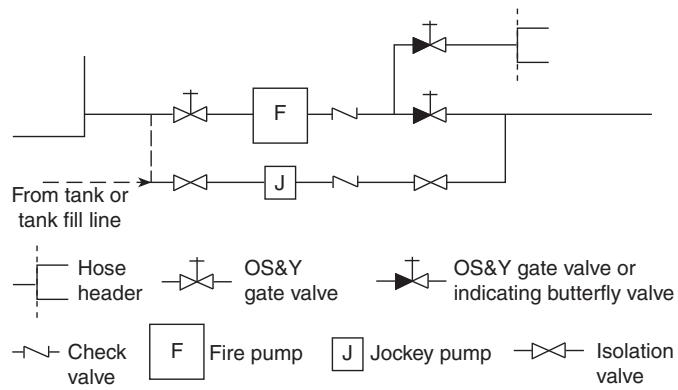 F
J
From tank or
tank fill line
Hose
header
OS&Y
gate valve
OS&Y gate valve or
indicating butterfly valve
Check
valve
F
Fire pump
J
Jockey pump
Isolation
valve